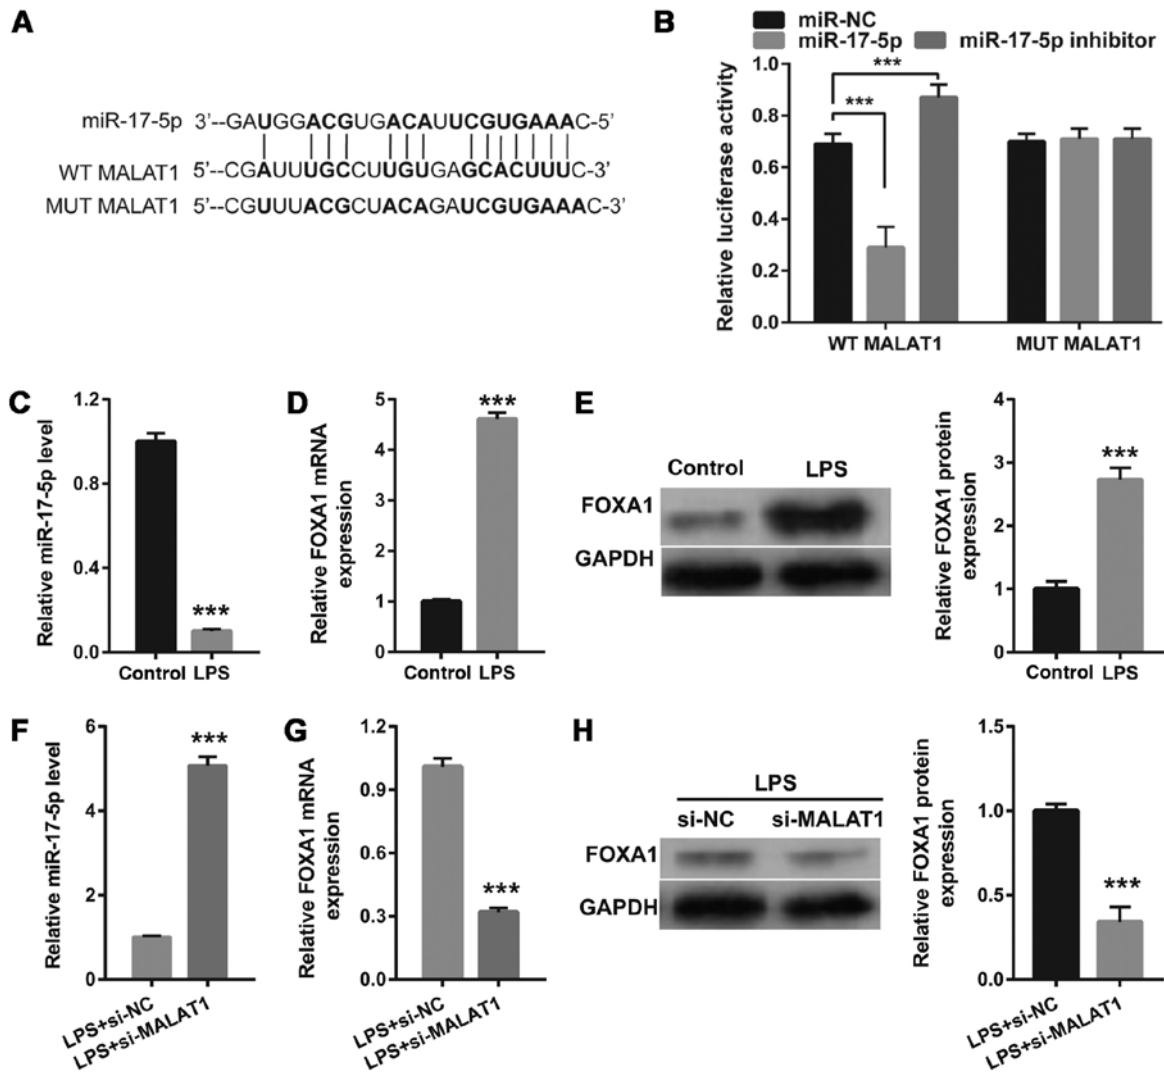 A
miR-17-5p 3'--GAUGGACGUGACAUUCGUGAAAC-5'
WT MALAT1 5'--CGAUUUUGCCUUGUGAGCACUUUC-3'
MUT MALAT1 5'--CGUUUACGCUACAGAUCGUGAAAC-3'
B
miR-NC
miR-17-5p
miR-17-5p inhibitor
Relative luciferase activity
1.0
0.8
0.6
0.4
0.2
0.0
***
***
WT MALAT1
MUT MALAT1
C
Relative miR-17-5p level
1.2
0.8
0.4
0.0
***
Control LPS
D
Relative FOXA1 mRNA
expression
5
4
3
2
1
0
***
Control LPS
E
Control LPS
FOXA1
GAPDH
Relative FOXA1 protein
expression
4
3
2
1
0
***
Control LPS
F
Relative miR-17-5p level
6
4
2
0
***
LPS+si-NC
LPS+si-MALAT1
G
Relative FOXA1 mRNA
expression
1.2
0.9
0.6
0.3
0.0
***
LPS+si-NC
LPS+si-MALAT1
H
LPS
si-NC si-MALAT1
FOXA1
GAPDH
Relative FOXA1 protein
expression
1.5
1.0
0.5
0.0
***
LPS+si-NC
LPS+si-MALAT1